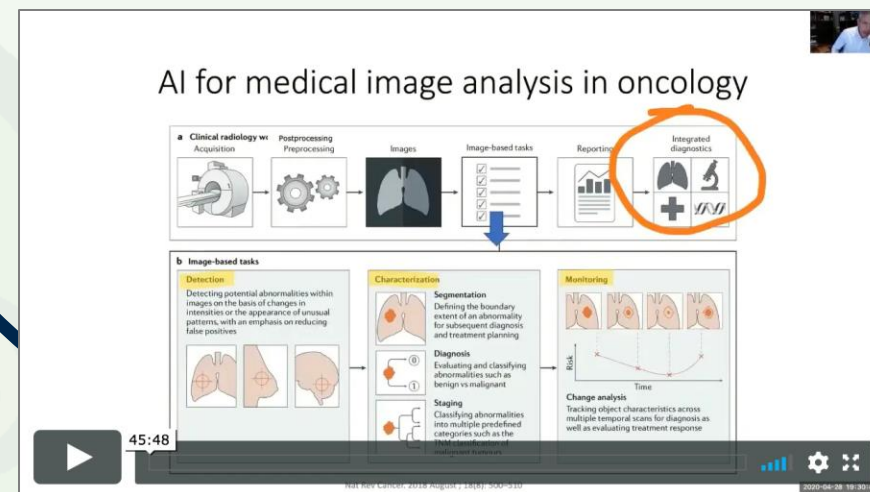 AI for medical image analysis in oncology
a Clinical radiology wo
Acquisition
Postprocessing
Preprocessing
Images
Image-based tasks
Reporting
Integrated
diagnostics
b Image-based tasks
Detection
Detecting potential abnormalities within
images on the basis of changes in
intensities or the appearance of unusual
patterns, with an emphasis on reducing
false positives
Characterization
Segmentation
Defining the boundary
extent of an abnormality
for subsequent diagnosis
and treatment planning
Diagnosis
Evaluating and classifying
abnormalities such as
benign vs malignant
0
1
Staging
Classifying abnormalities
into multiple predefined
categories such as the
TNM classification of
malignant tumours
Monitoring
Risk
Time
Change analysis
Tracking object characteristics across
multiple temporal scans for diagnosis as
well as evaluating treatment response
45:48
Nat Rev Cancer. 2018 August ; 18(8): 500–510